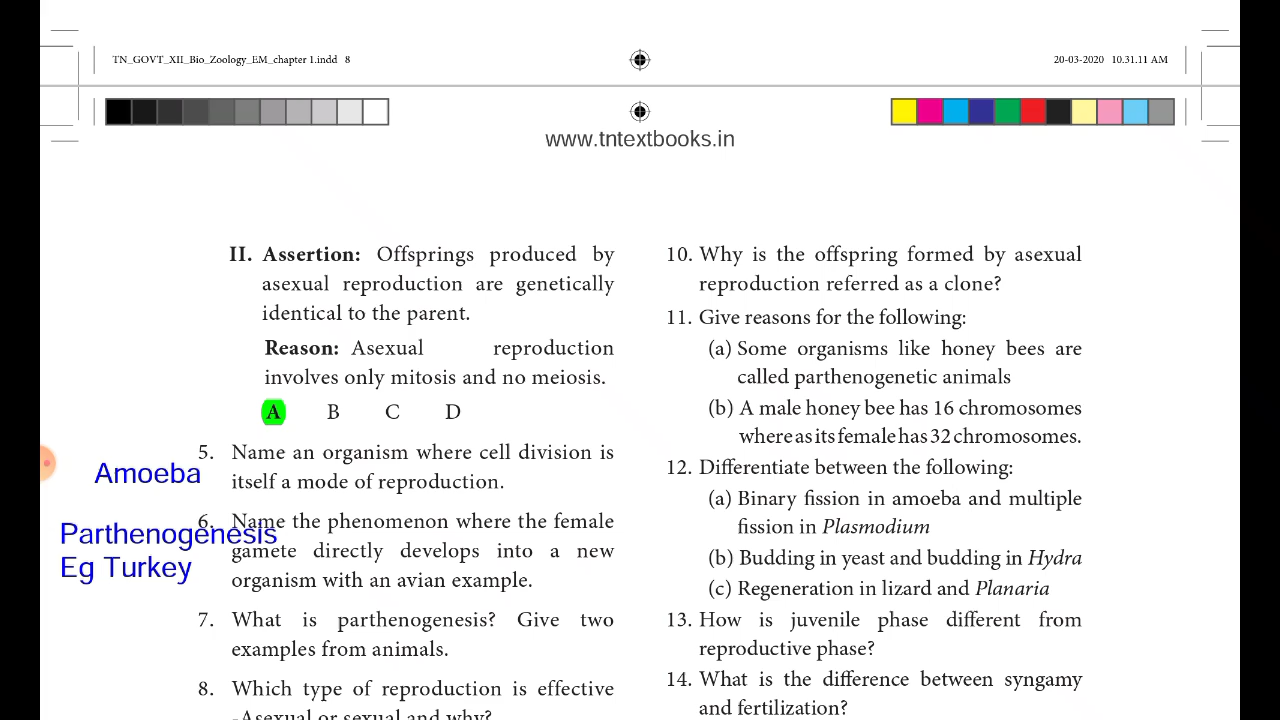 TN_GOVT_XII_Bio_Zoology_EM_chapter 1.indd 8
20-03-2020 10.31.11 AM
www.tntextbooks.in
II. Assertion: Offsprings produced by
asexual reproduction are genetically
identical to the parent.
Reason: Asexual reproduction
involves only mitosis and no meiosis.
A B C D
5. Name an organism where cell division is
itself a mode of reproduction.
Amoeba
6. Name the phenomenon where the female
gamete directly develops into a new
organism with an avian example.
Parthenogenesis
Eg Turkey
7. What is parthenogenesis? Give two
examples from animals.
8. Which type of reproduction is effective
-Asexual or sexual and why?
10. Why is the offspring formed by asexual
reproduction referred as a clone?
11. Give reasons for the following:
(a) Some organisms like honey bees are
called parthenogenetic animals
(b) A male honey bee has 16 chromosomes
where as its female has 32 chromosomes.
12. Differentiate between the following:
(a) Binary fission in amoeba and multiple
fission in Plasmodium
(b) Budding in yeast and budding in Hydra
(c) Regeneration in lizard and Planaria
13. How is juvenile phase different from
reproductive phase?
14. What is the difference between syngamy
and fertilization?